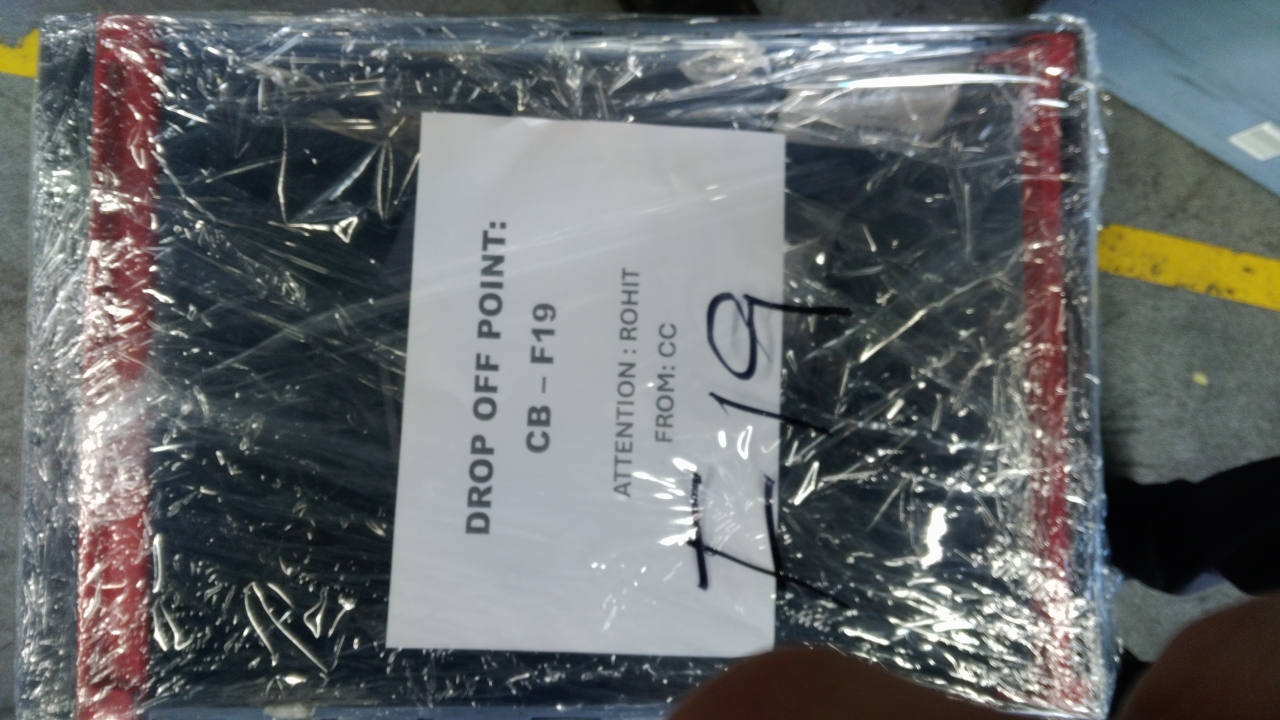 DROP OFF POINT:
CB – F19
ATTENTION : ROHIT
FROM: CC
F19